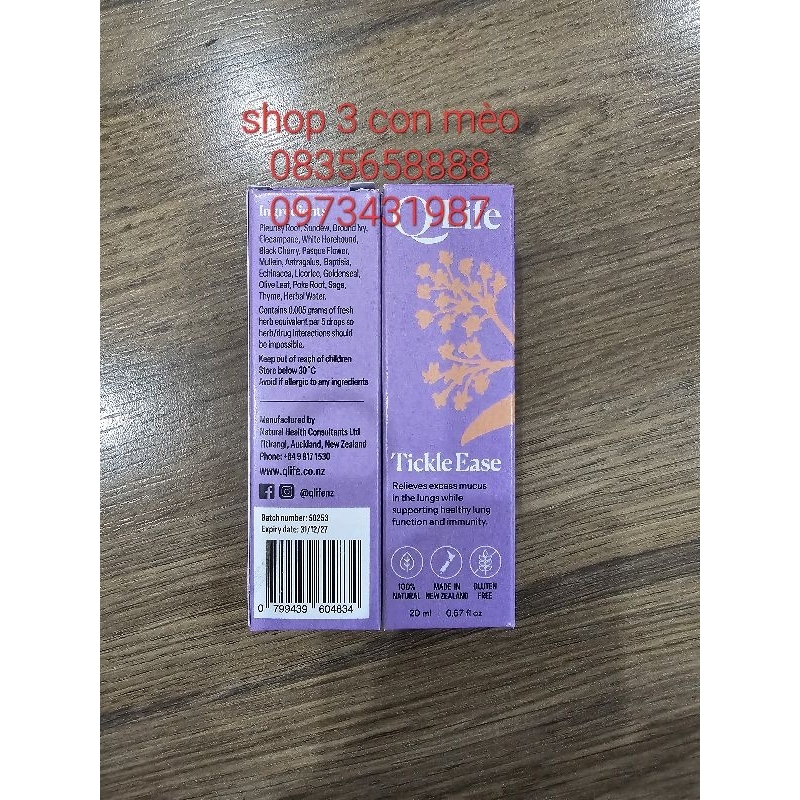 shop 3 con mèo
0835658888
0973431987
Ingredients
Pleurisy Root, Sundew, Ground Ivy,
Elecampane, White Horehound,
Black Cherry, Pasque Flower,
Mullein, Astragalus, Baptisia,
Echinacea, Licorice, Goldenseal,
Olive Leaf, Poke Root, Sage,
Thyme, Herbal Water.
Contains 0.005 grams of fresh
herb equivalent per 5 drops so
herb/drug interactions should
be impossible.
Keep out of reach of children
Store below 30°C
Avoid if allergic to any ingredients
Manufactured by
Natural Health Consultants Ltd
Titirangi, Auckland, New Zealand
Phone: +64 9 817 1530
www.qlife.co.nz
@qlifenz
Batch number: 50253
Expiry date: 31/12/27
0 799439 604834
Q Life
Tickle Ease
Relieves excess mucus
in the lungs while
supporting healthy lung
function and immunity.
100% NATURAL
MADE IN NEW ZEALAND
GLUTEN FREE
20 ml | 0.67 fl oz